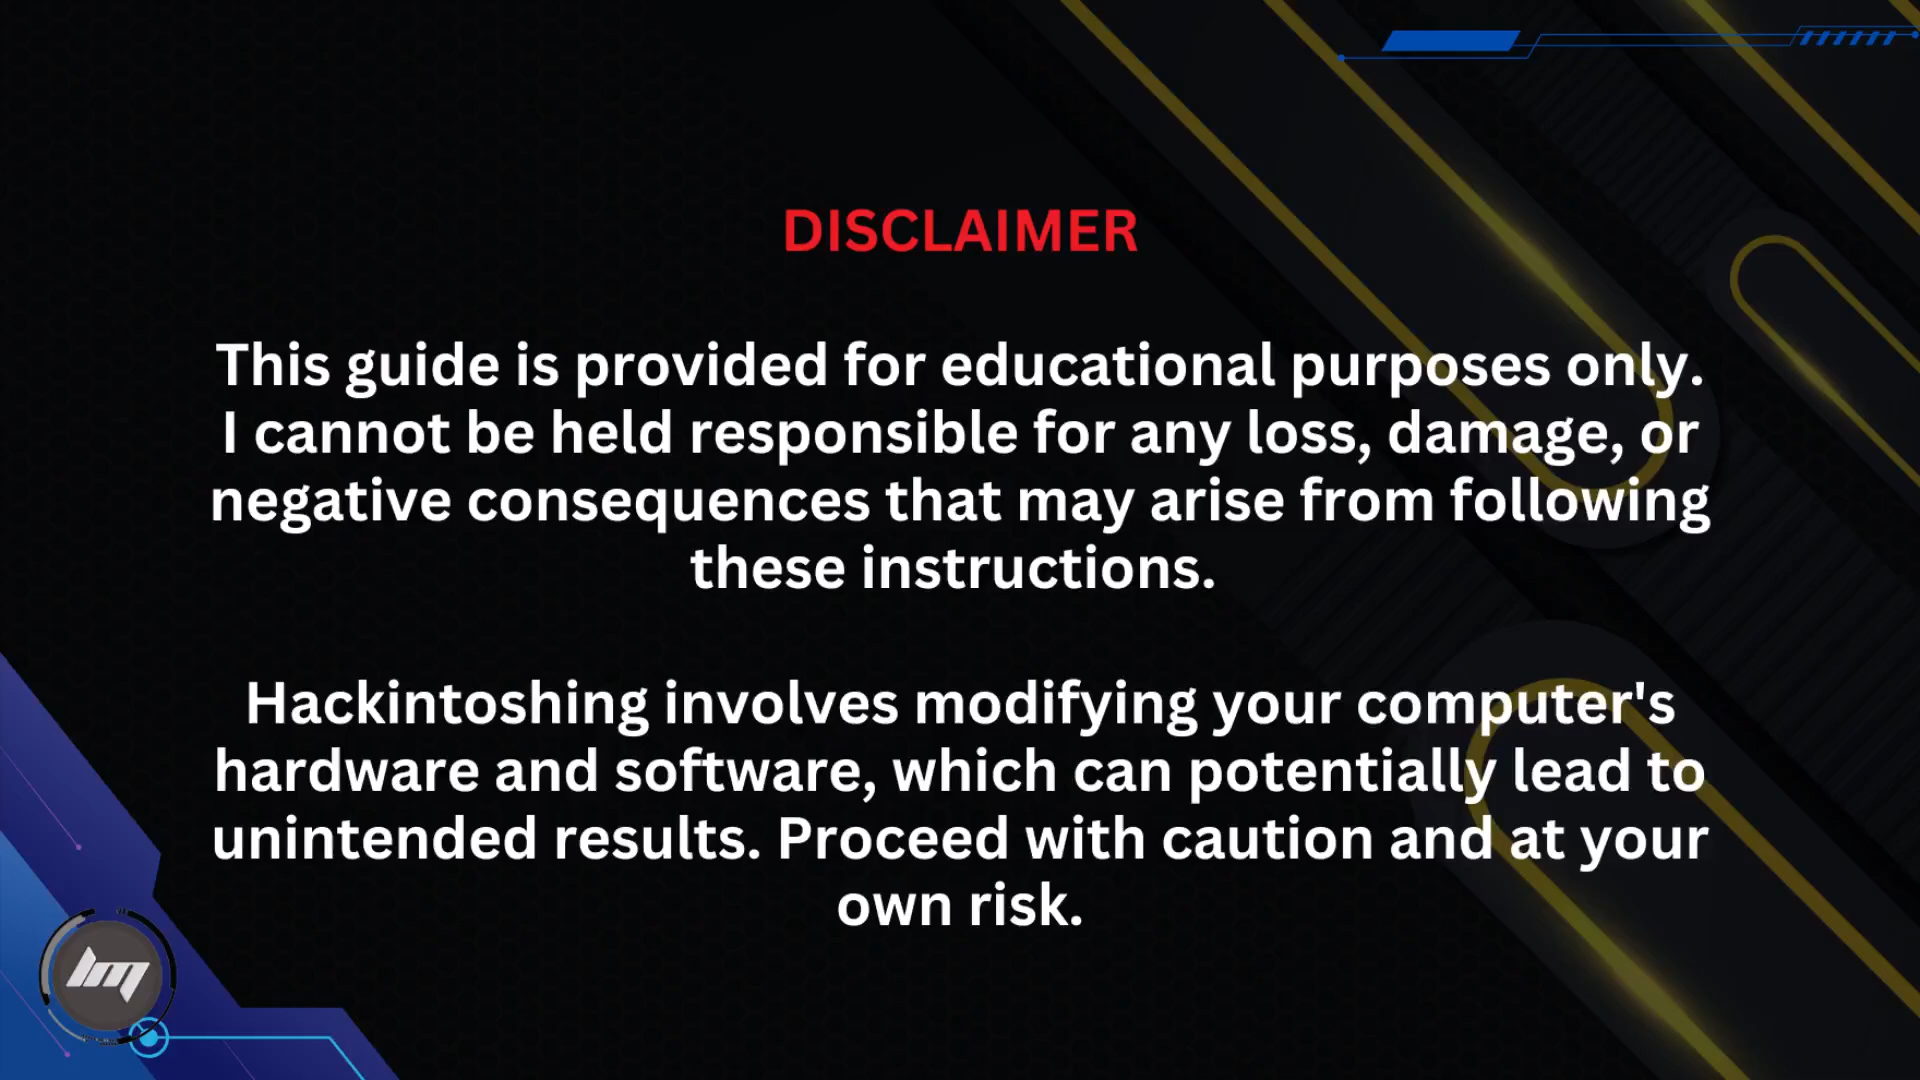 DISCLAIMER
This guide is provided for educational purposes only.
I cannot be held responsible for any loss, damage, or
negative consequences that may arise from following
these instructions.
Hackintoshing involves modifying your computer's
hardware and software, which can potentially lead to
unintended results. Proceed with caution and at your
own risk.